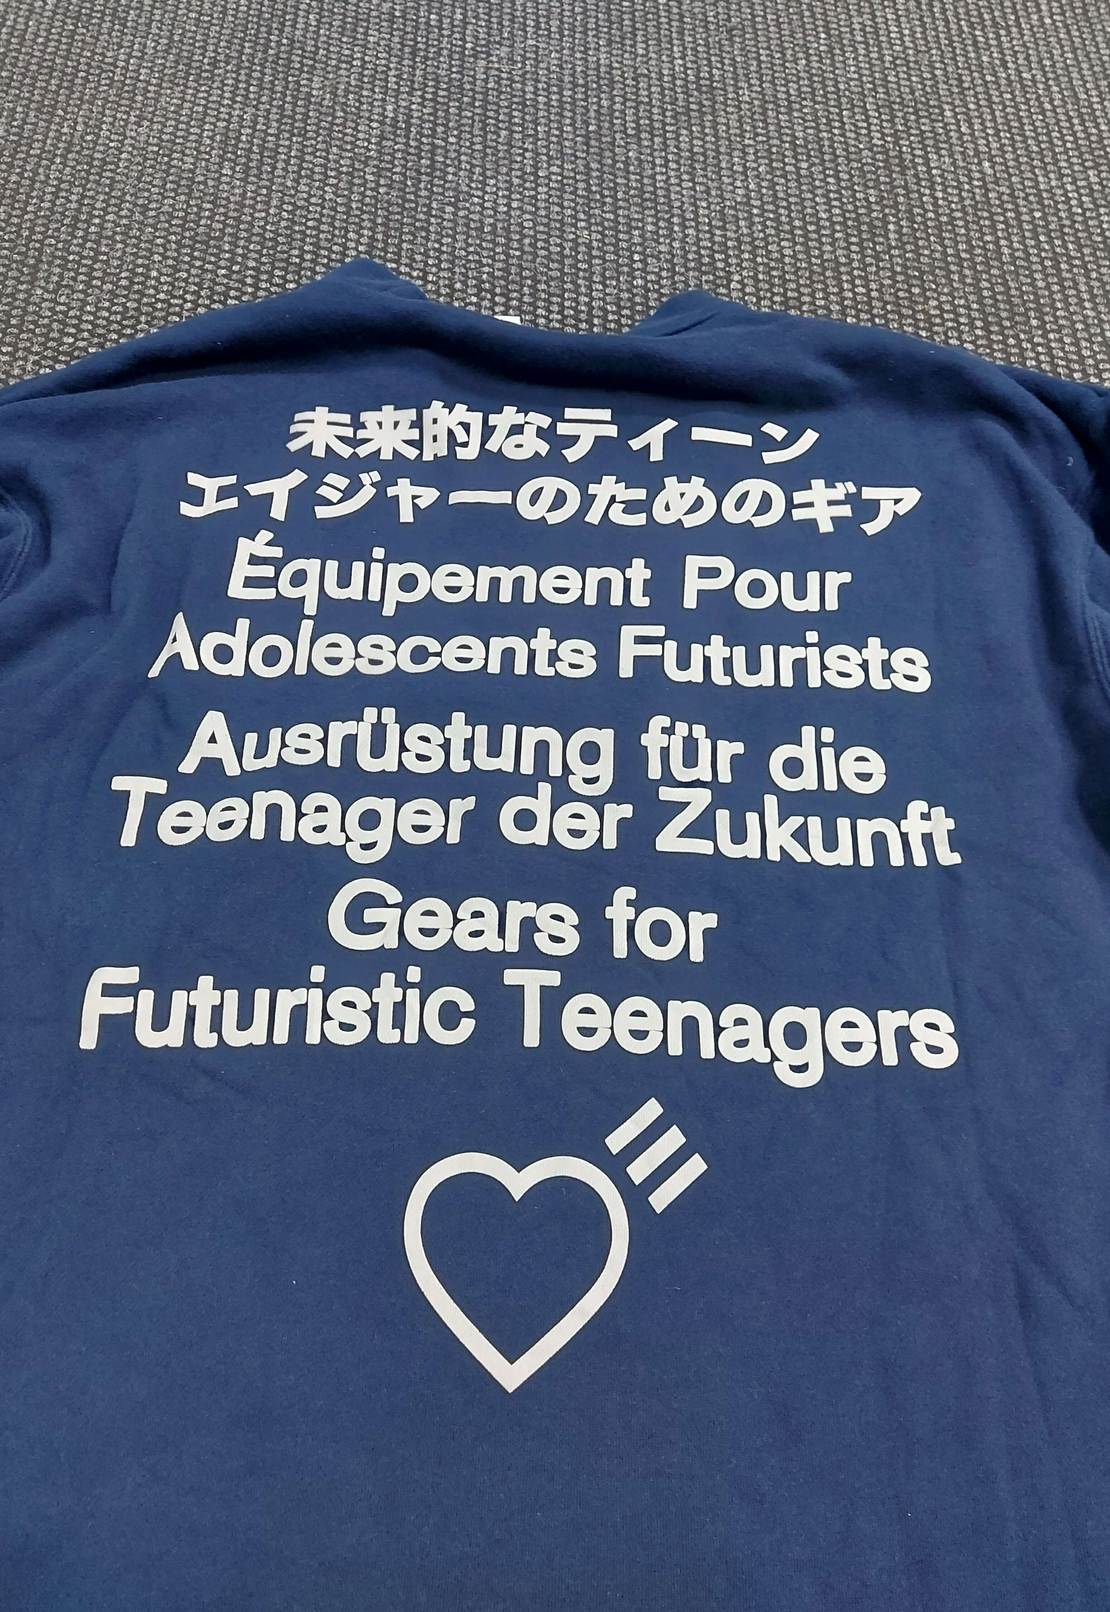 未来的なティーン
エイジャーのためのギア
Équipement Pour
Adolescents Futurists
Ausrüstung für die
Teenager der Zukunft
Gears for
Futuristic Teenagers